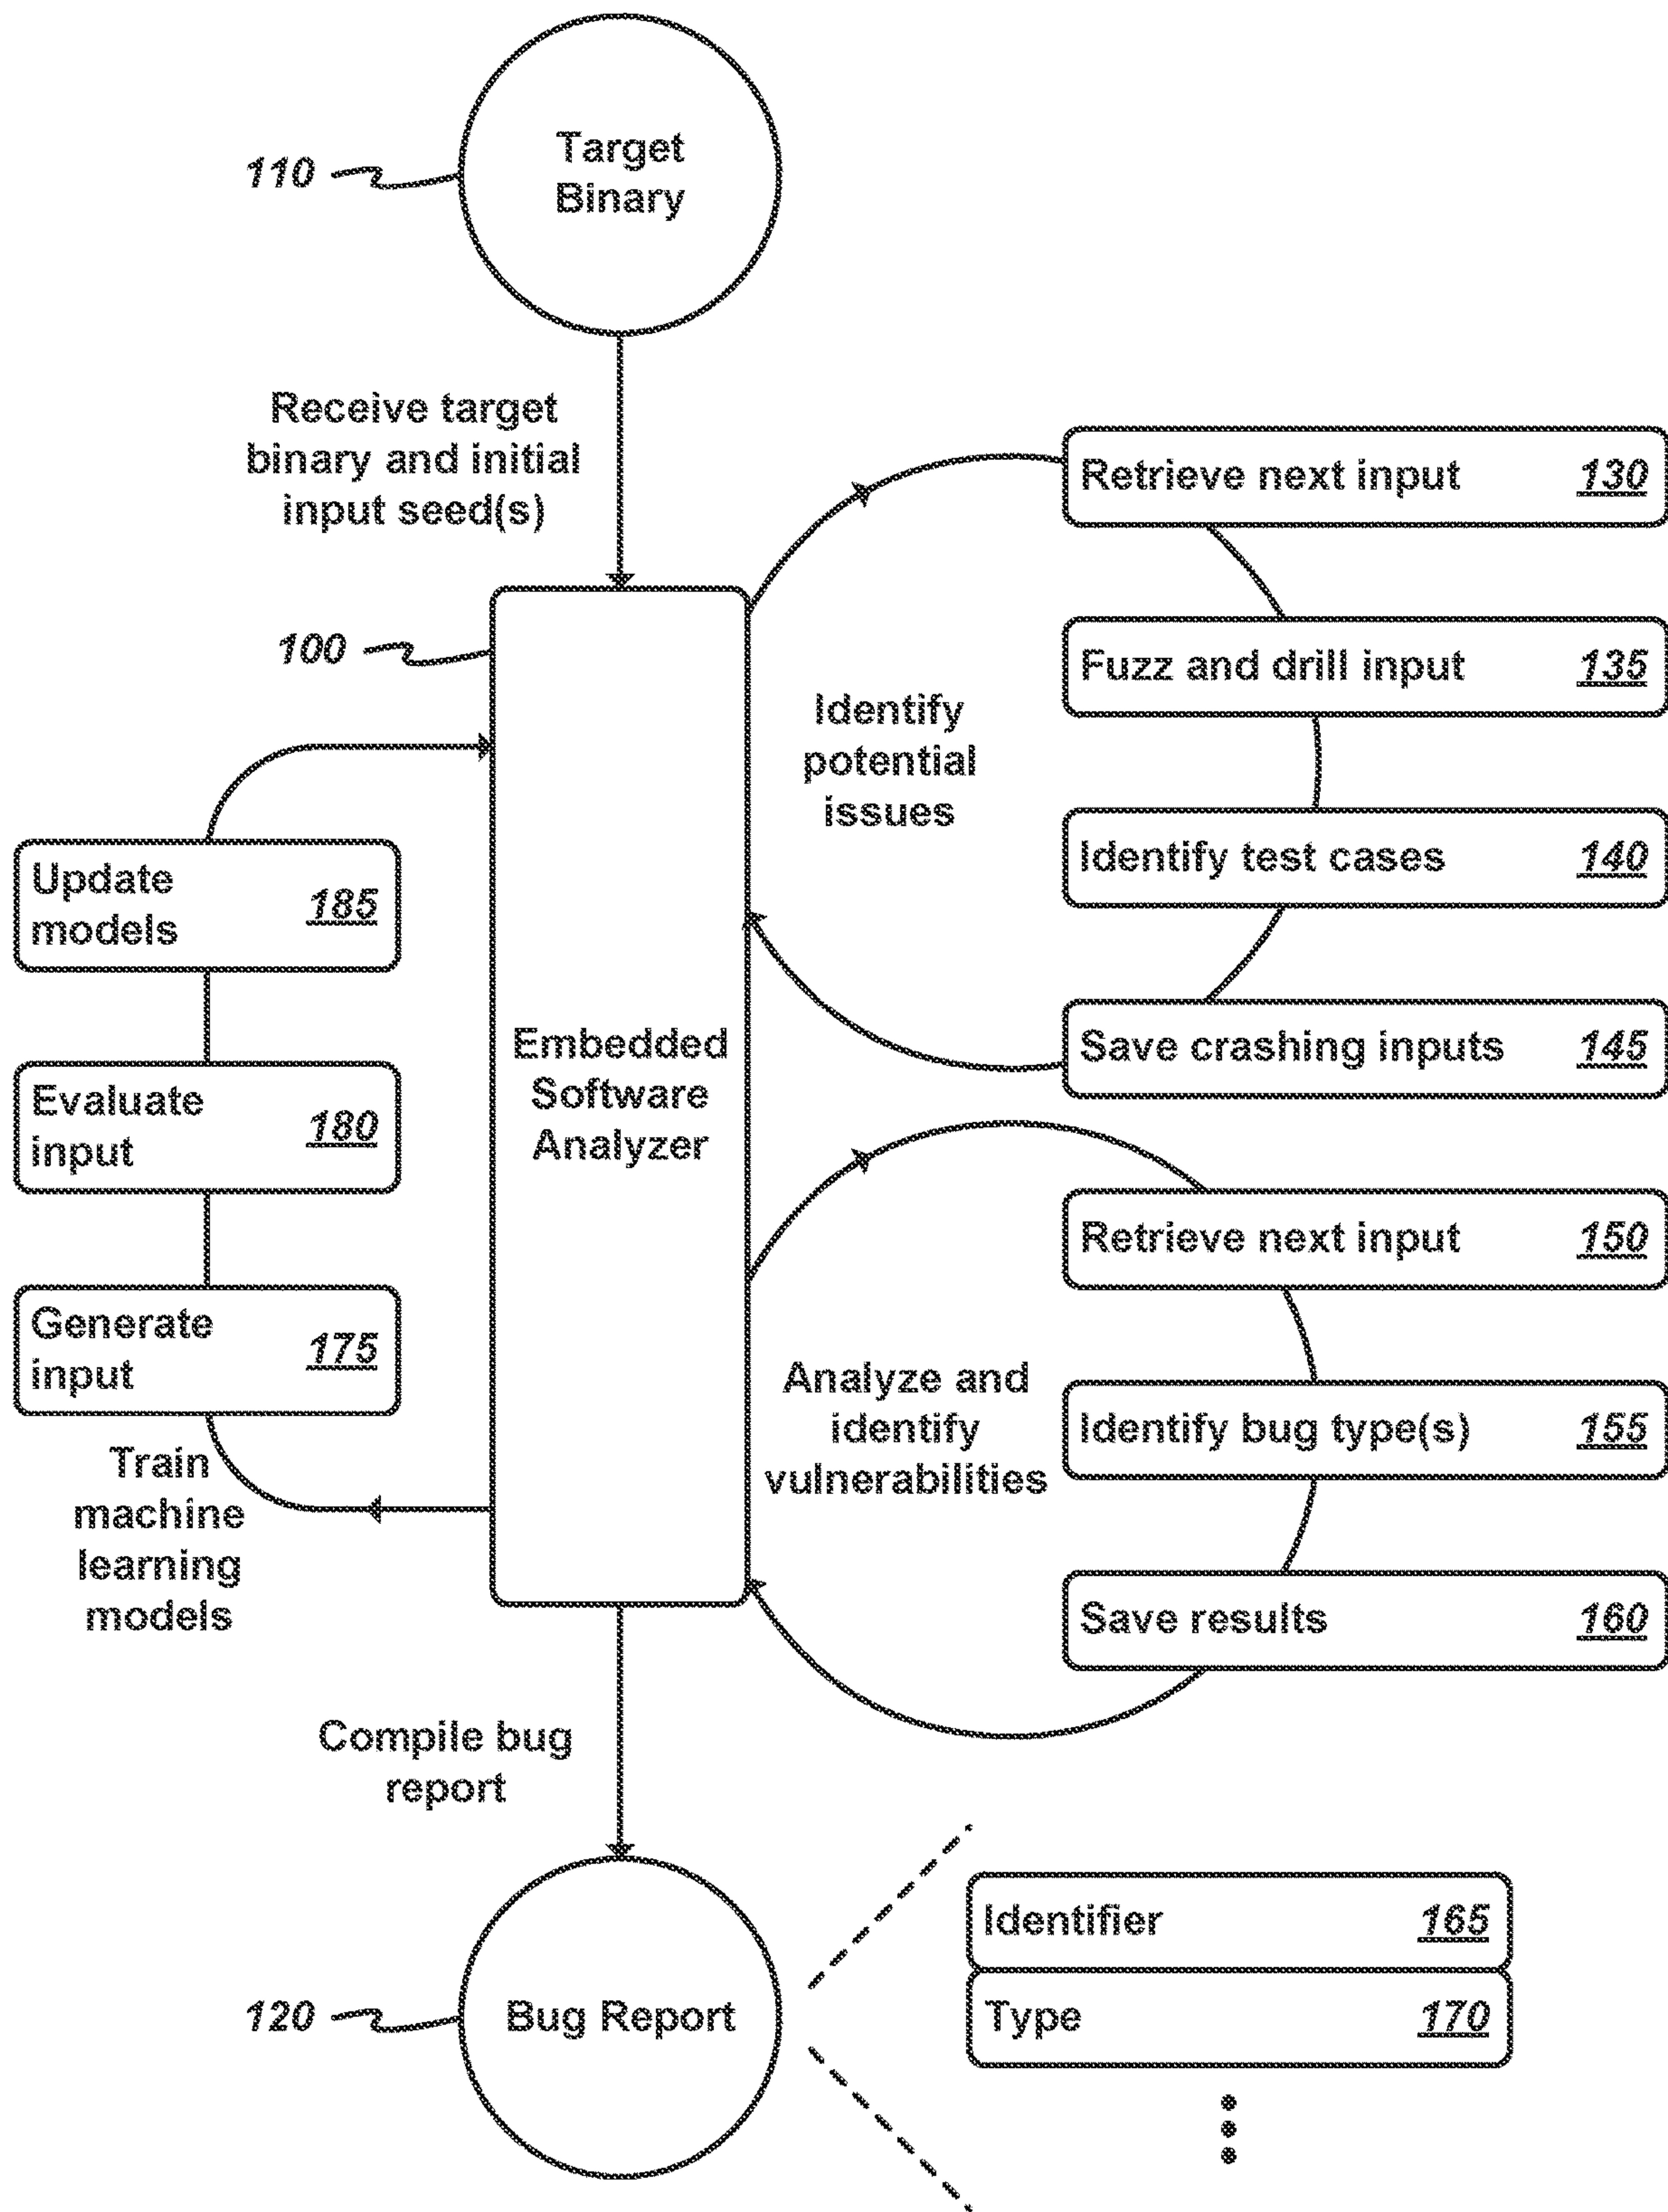 Target
Binary
110
Receive target
binary and initial
input seed(s)
100
Embedded
Software
Analyzer
Identify
potential
issues
Retrieve next input 130
Fuzz and drill input 135
Identify test cases 140
Save crashing inputs 145
Analyze and
identify
vulnerabilities
Retrieve next input 150
Identify bug type(s) 155
Save results 160
Update
models
185
Evaluate
input
180
Generate
input
175
Train
machine
learning
models
Compile bug
report
120
Bug Report
Identifier 165
Type 170